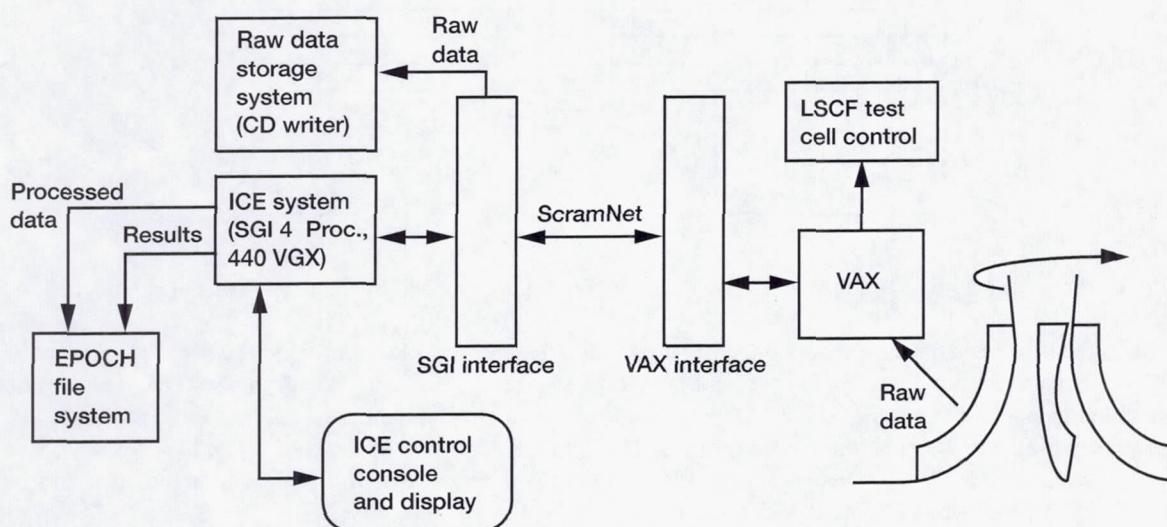 Raw data
storage
system
(CD writer)
Raw
data
LSCF test
cell control
Processed
data
ICE system
(SGI 4 Proc.,
440 VGX)
Results
ScramNet
VAX
EPOCH
file
system
SGI interface
VAX interface
Raw
data
ICE control
console
and display